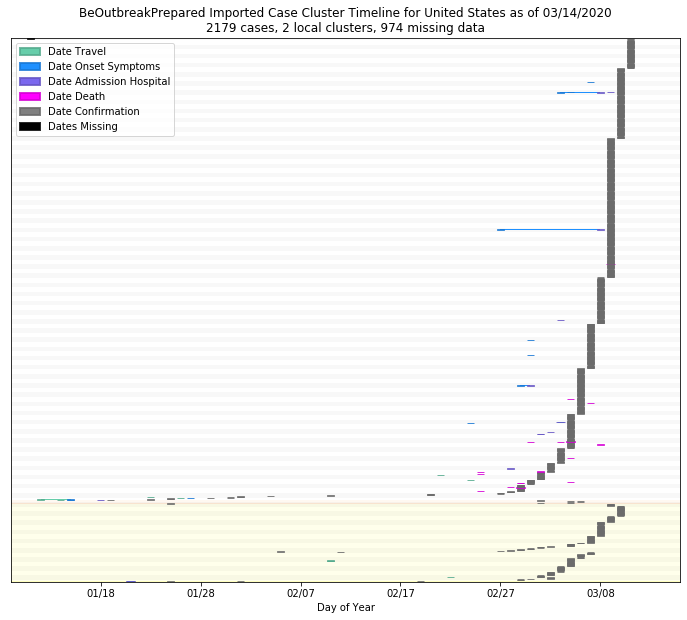 BeOutbreakPrepared Imported Case Cluster Timeline for United States as of 03/14/2020
2179 cases, 2 local clusters, 974 missing data
Date Travel
Date Onset Symptoms
Date Admission Hospital
Date Death
Date Confirmation
Dates Missing
01/18 01/28 02/07 02/17 02/27 03/08
Day of Year